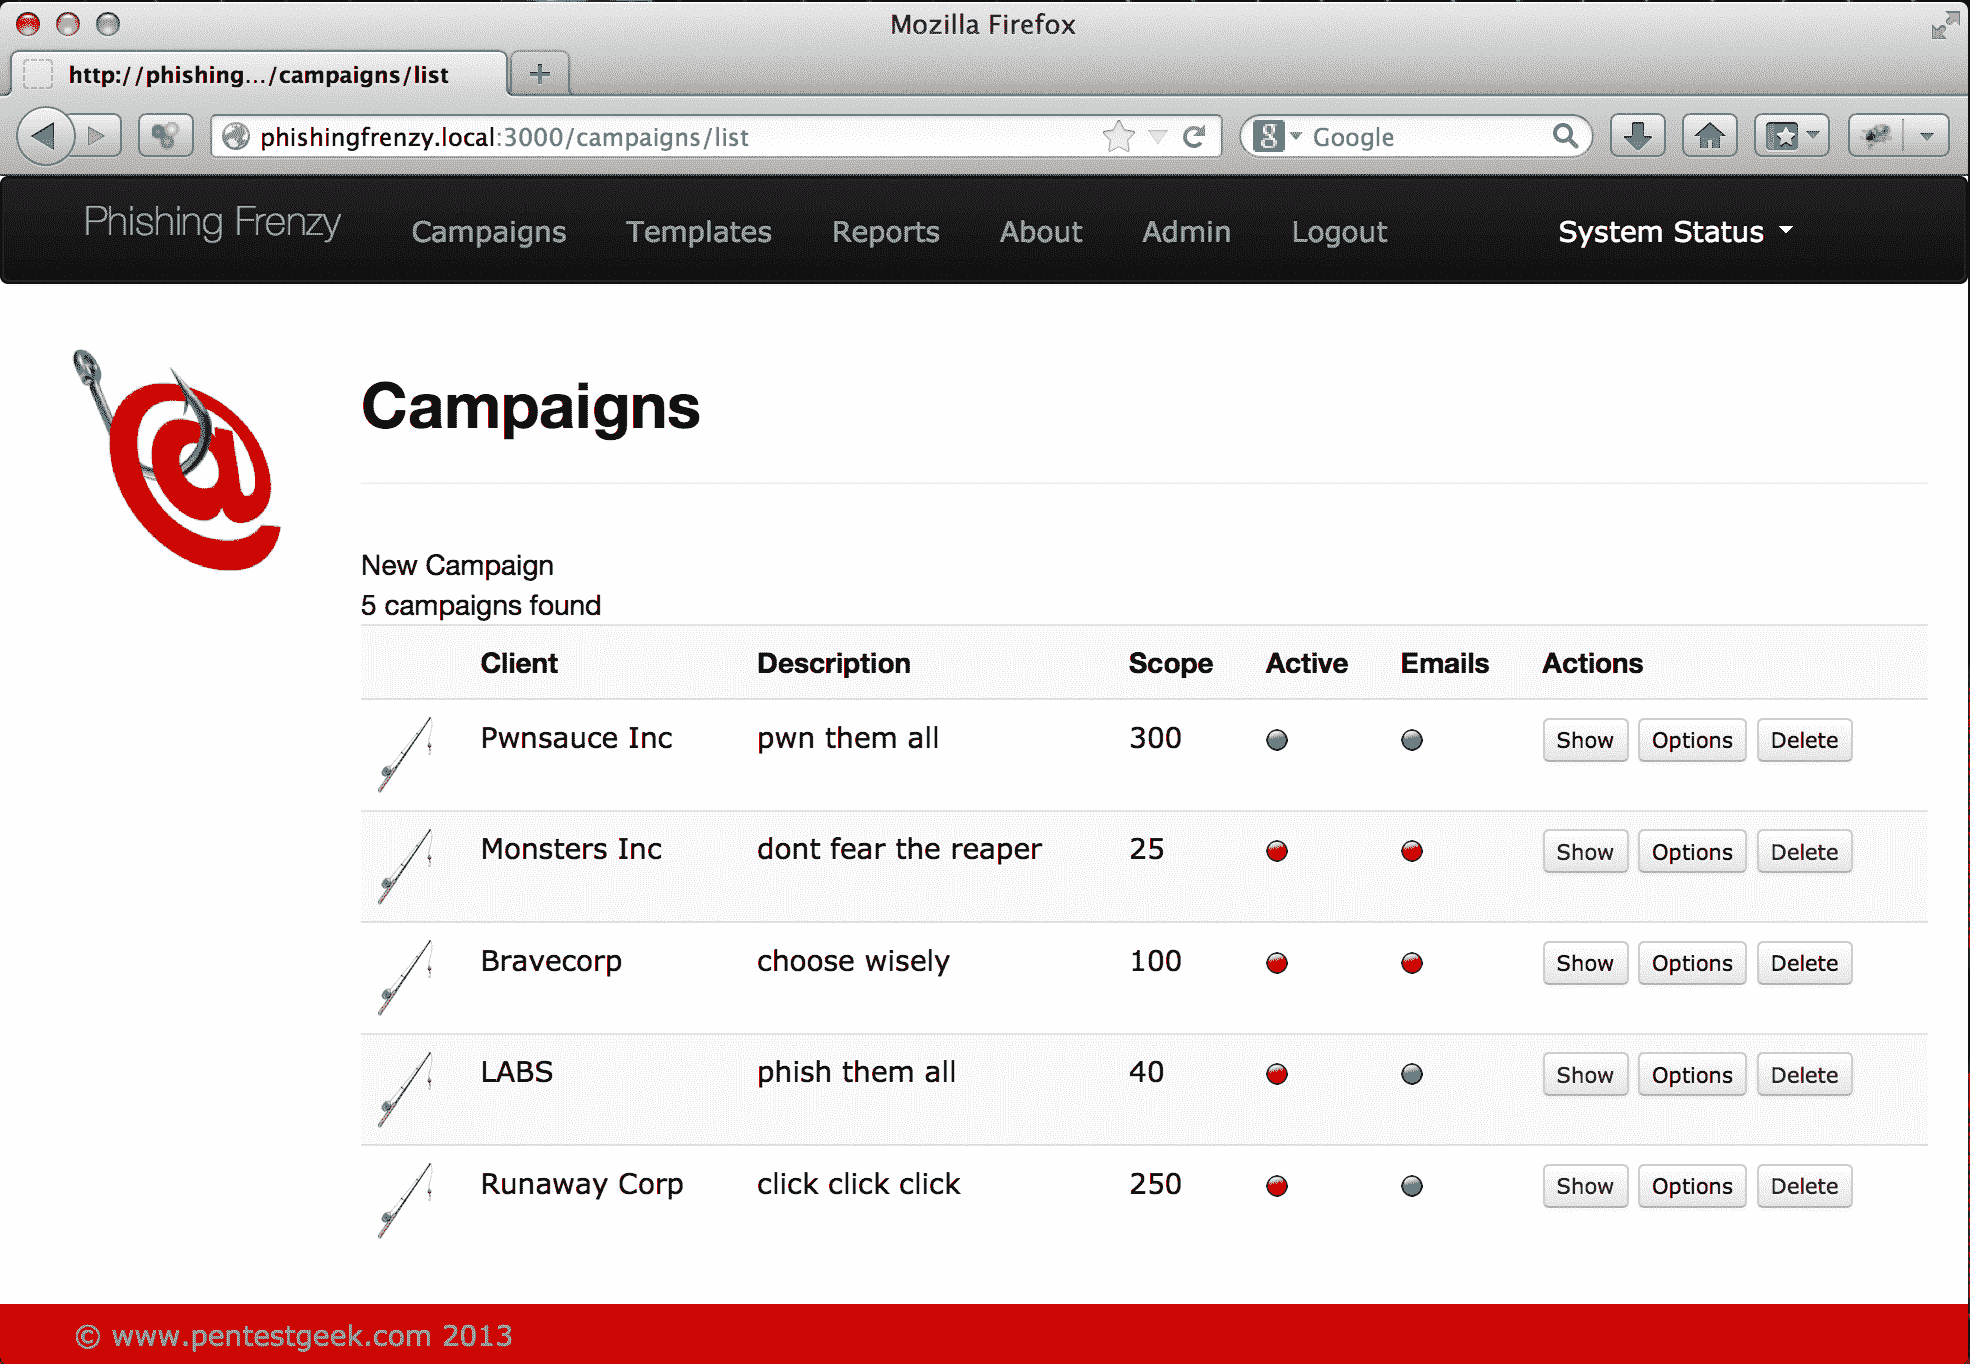 Mozilla Firefox
http://phishing.../campaigns/list
phishingfrenzy.local:3000/campaigns/list
Google
Phishing Frenzy Campaigns Templates Reports About Admin Logout System Status
Campaigns
New Campaign
5 campaigns found
Client Description Scope Active Emails Actions
Pwnsauce Inc pwn them all 300 Show Options Delete
Monsters Inc dont fear the reaper 25 Show Options Delete
Bravecorp choose wisely 100 Show Options Delete
LABS phish them all 40 Show Options Delete
Runaway Corp click click click 250 Show Options Delete
© www.pentestgeek.com 2013